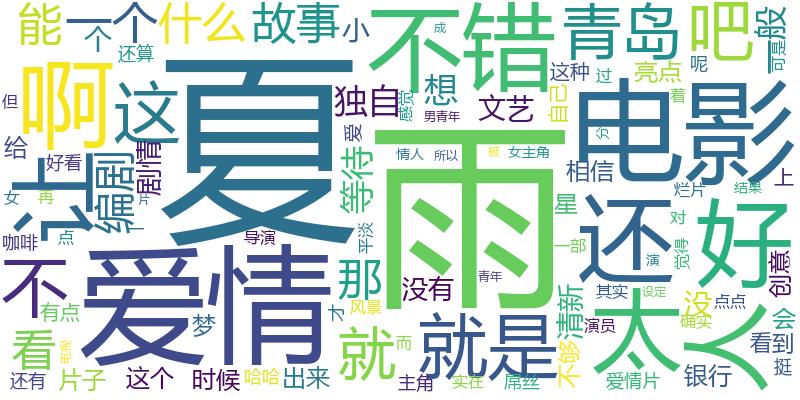 能
一个
什么
故事
小
不错
青岛
吧
般
一个
还算
成
呢
可是
啊
这
夏
独自
感觉
想
这种
过
亮点
但
男青年
文艺
自己
着
电影
给
让
编剧
剧情
爱
雨
分
好看
等待
情人
所以
被
女主角
相信
上
女
再
片
星
还
烂片
结果
好
咖啡
点
导演
平淡
一部
演
觉得
对
创意
不
爱情
那
没有
青年
清新
其实
设定
人
有点
梦
才
风景
就
而
就是
演员
太
没
点点
确实
会
看
电视
看到
挺
还有
片子
这个
时候
哈哈
出来
主角
实在
屌丝
不够
爱情片
银行